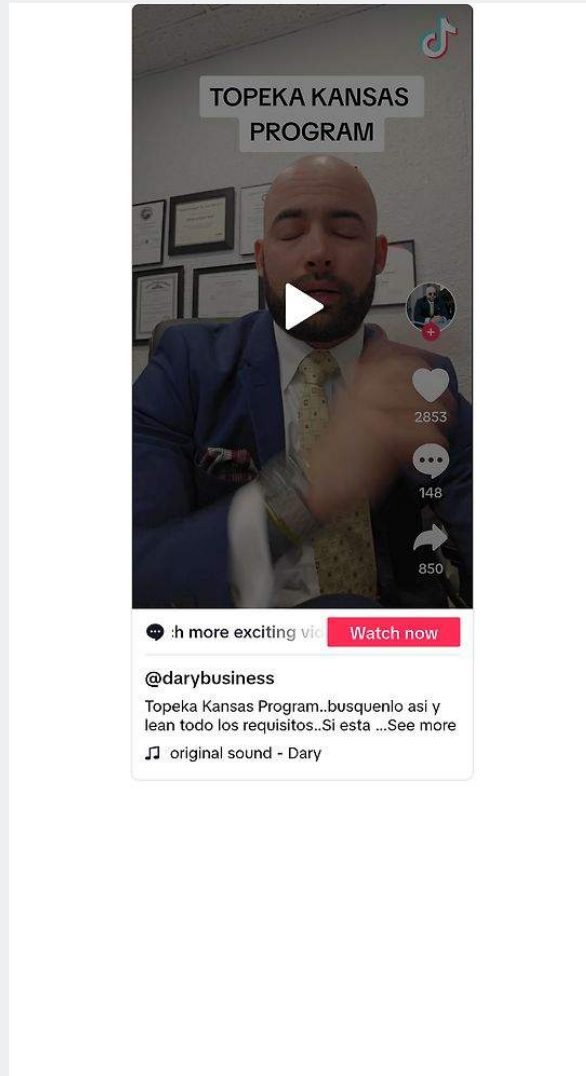 TOPEKA KANSAS
PROGRAM
2853
148
850
h more exciting vid
Watch now
@darybusiness
Topeka Kansas Program..busquenlo asi y
lean todo los requisitos..Si esta ...See more
original sound - Dary